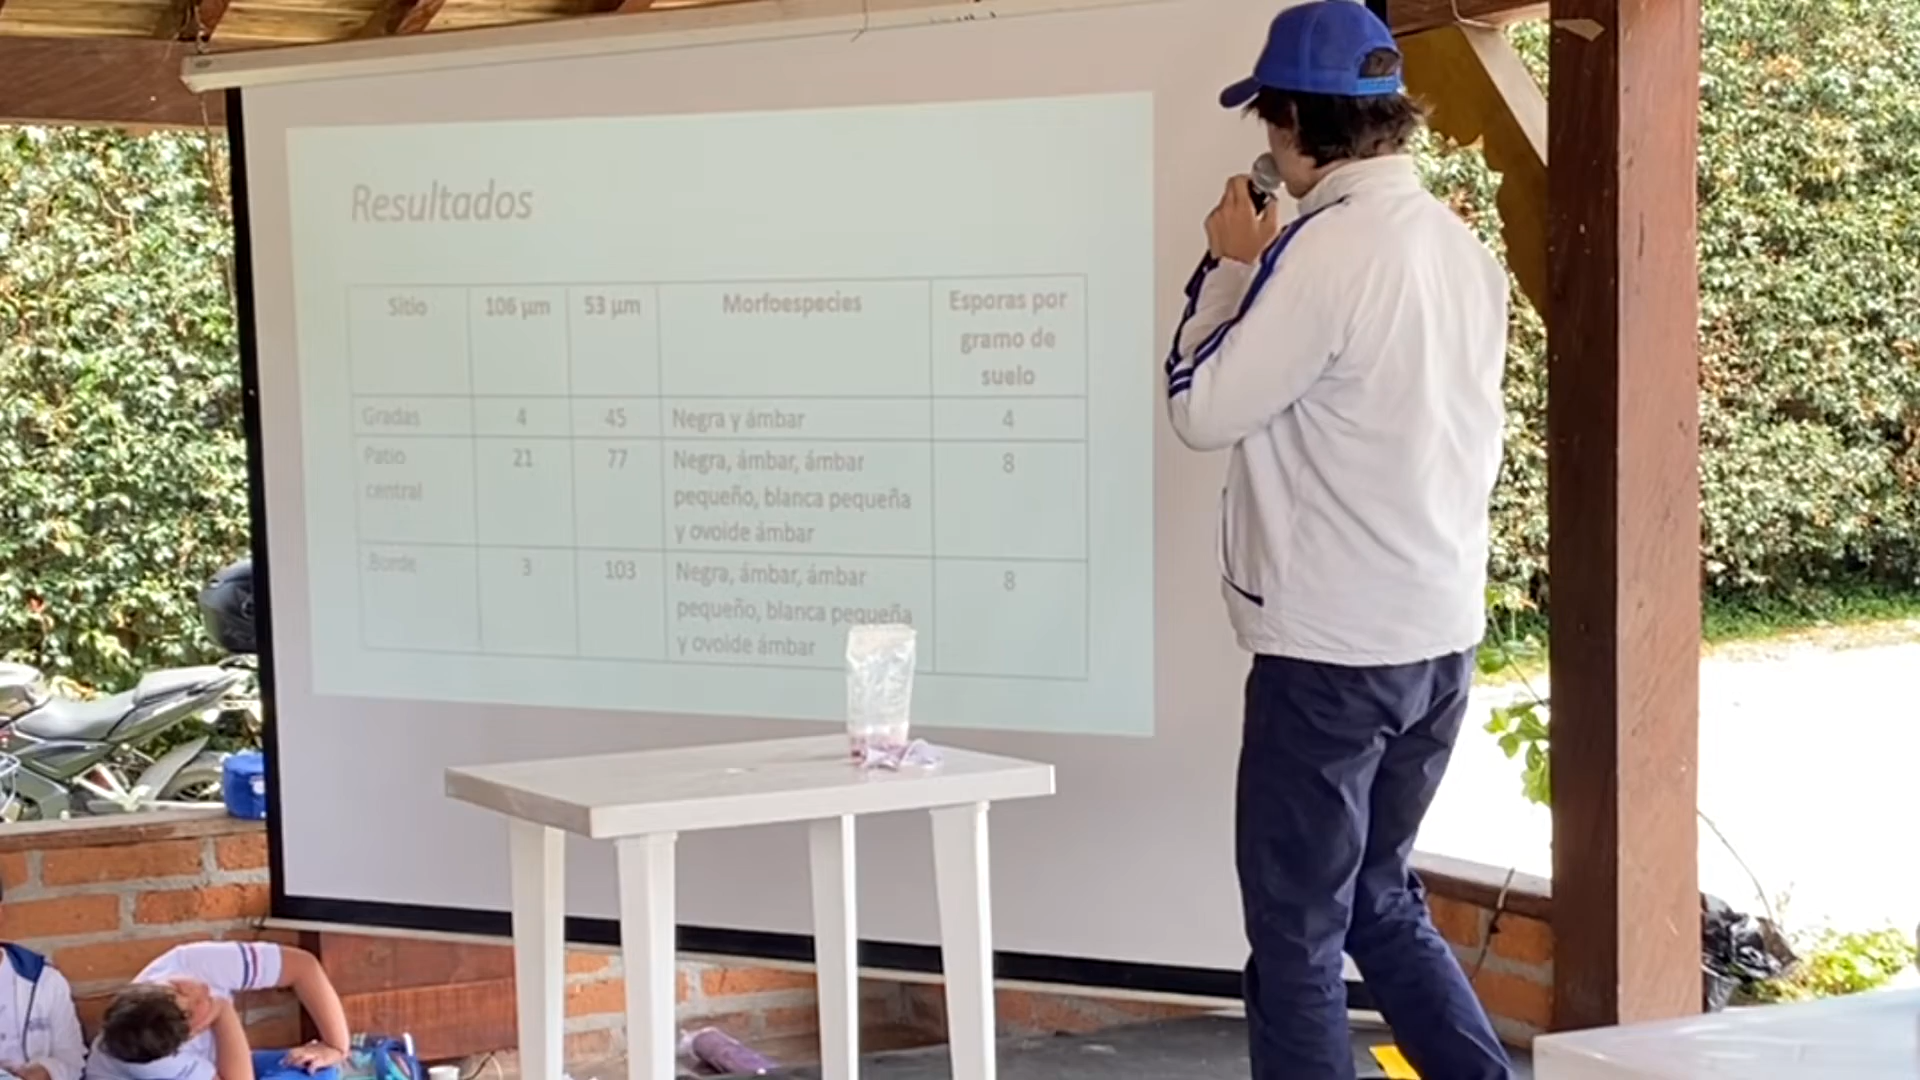 Resultados
Sitio 106 µm 53 µm Morfoespecies Esporas por
gramo de
suelo
Gradas 4 45 Negra y ámbar 4
Patio 21 77 Negra, ámbar, ámbar 8
central pequeño, blanca pequeña
y ovoide ámbar
Borde 3 103 Negra, ámbar, ámbar 8
pequeño, blanca pequeña
y ovoide ámbar